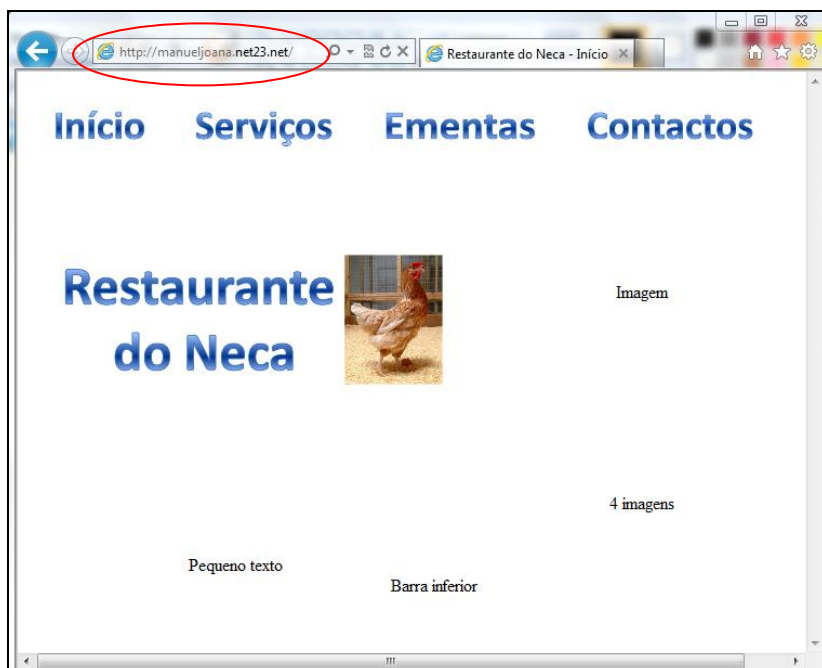 http://manueljoana.net23.net/
Restaurante do Neca - Início
Início Serviços Ementas Contactos
Restaurante
do Neca
Imagem
4 imagens
Pequeno texto
Barra inferior